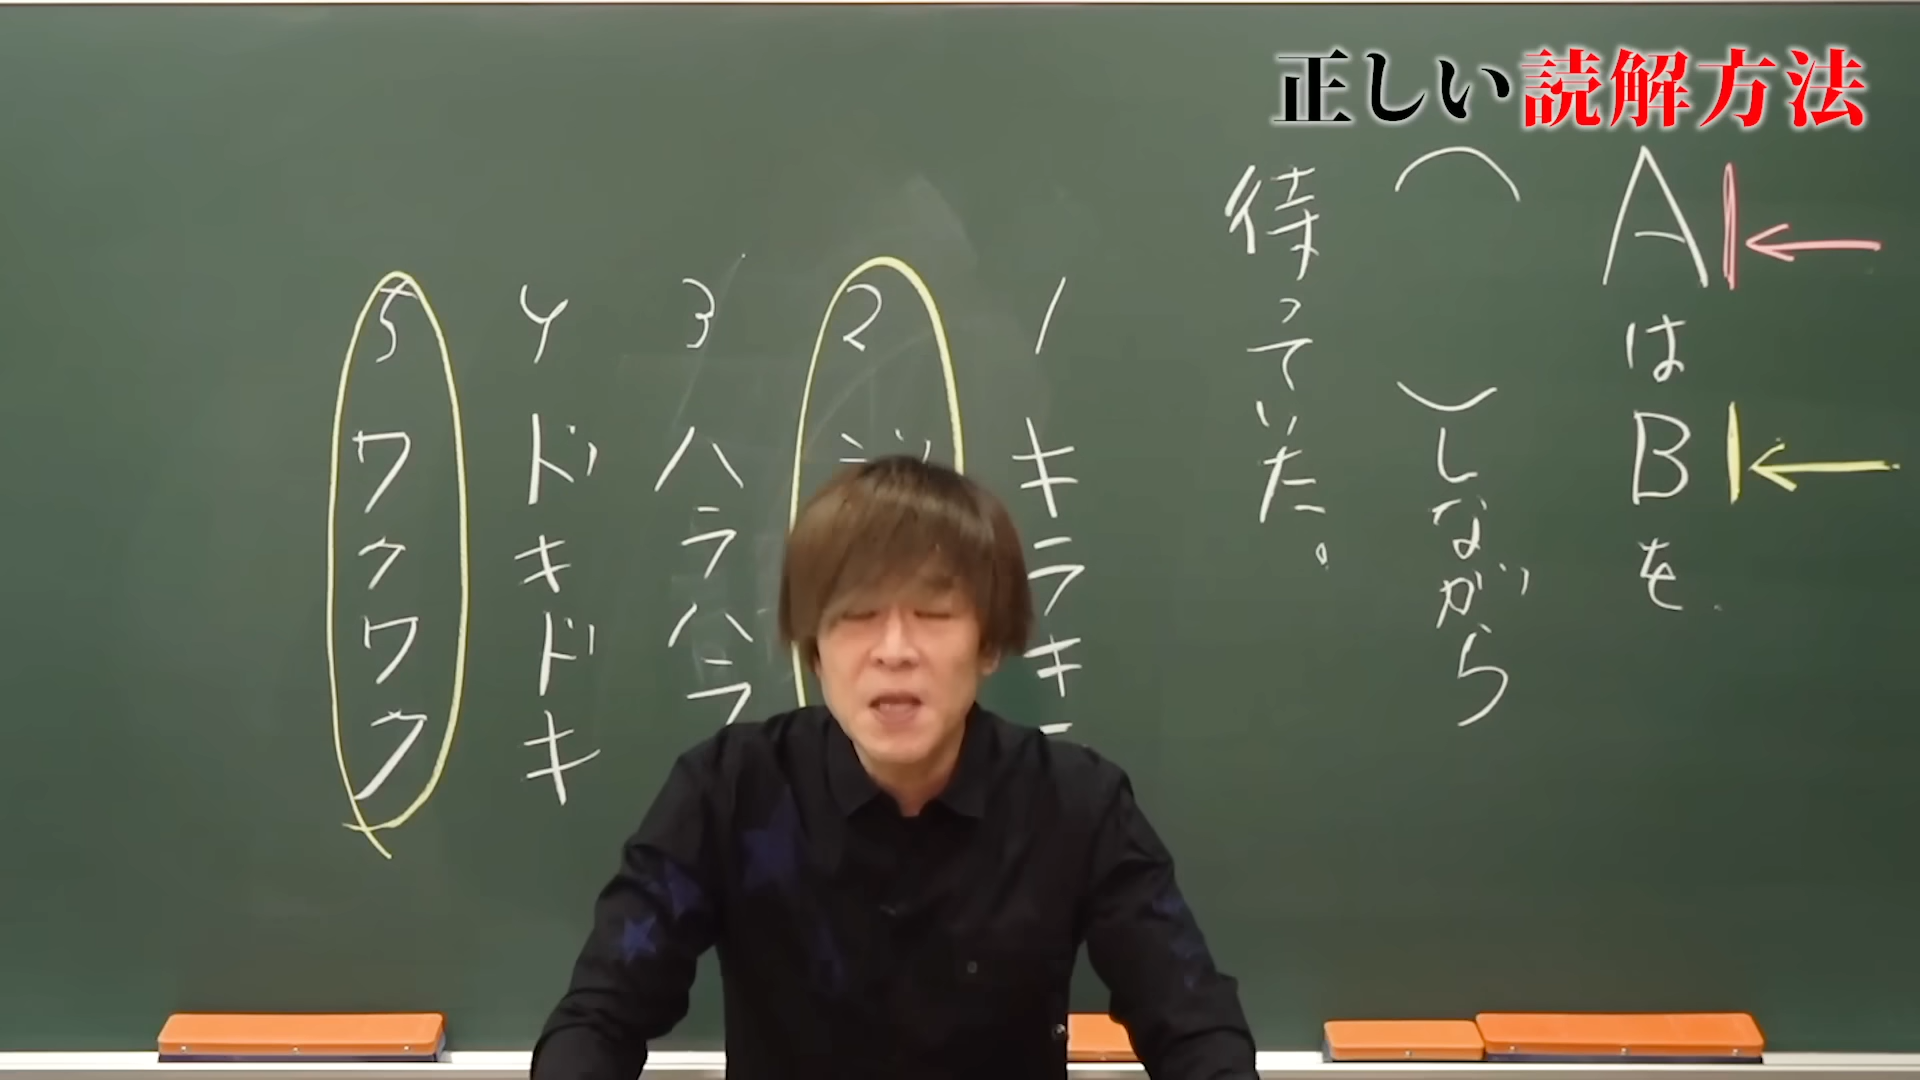 正しい読解方法
AはBを
( )しながら
待っていた。
1 キラキ
2
3 ハラハラ
4 ドキドキ
5 ワクワク